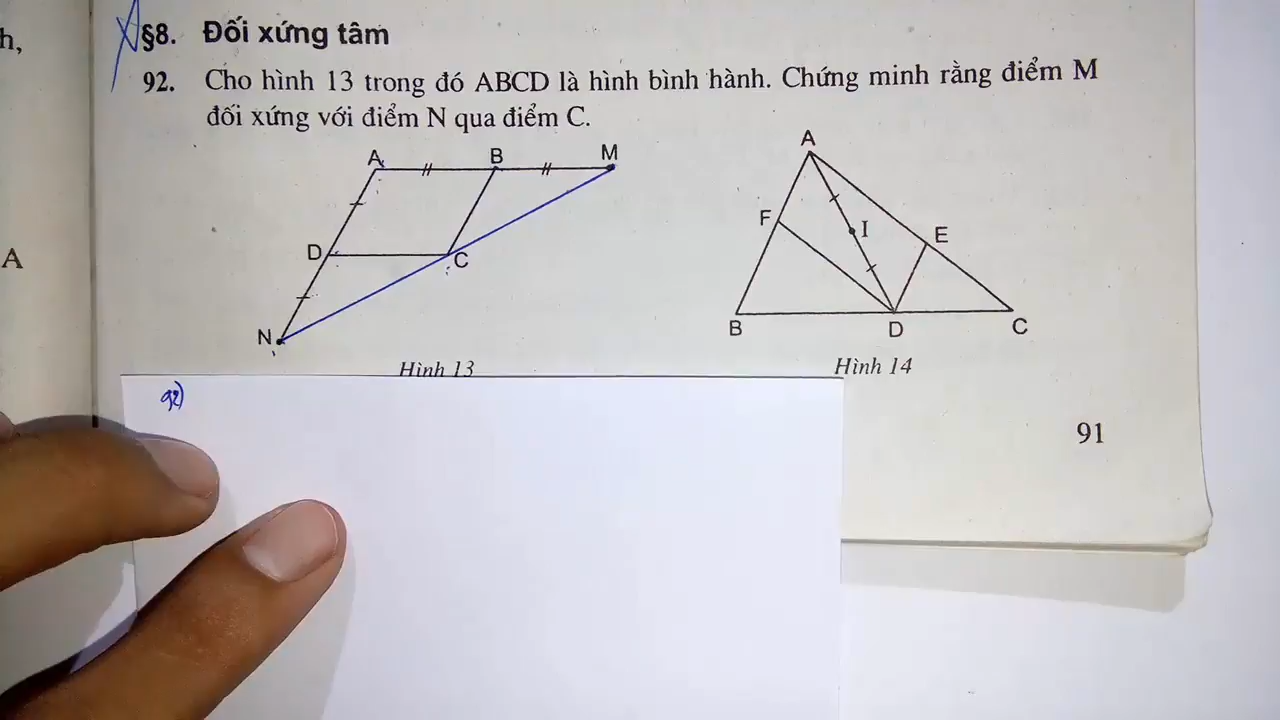 h,
§8. Đối xứng tâm
92. Cho hình 13 trong đó ABCD là hình bình hành. Chứng minh rằng điểm M
đối xứng với điểm N qua điểm C.
A B M
D C
N
Hình 13
A
F I E
B D C
Hình 14
A
92)
91